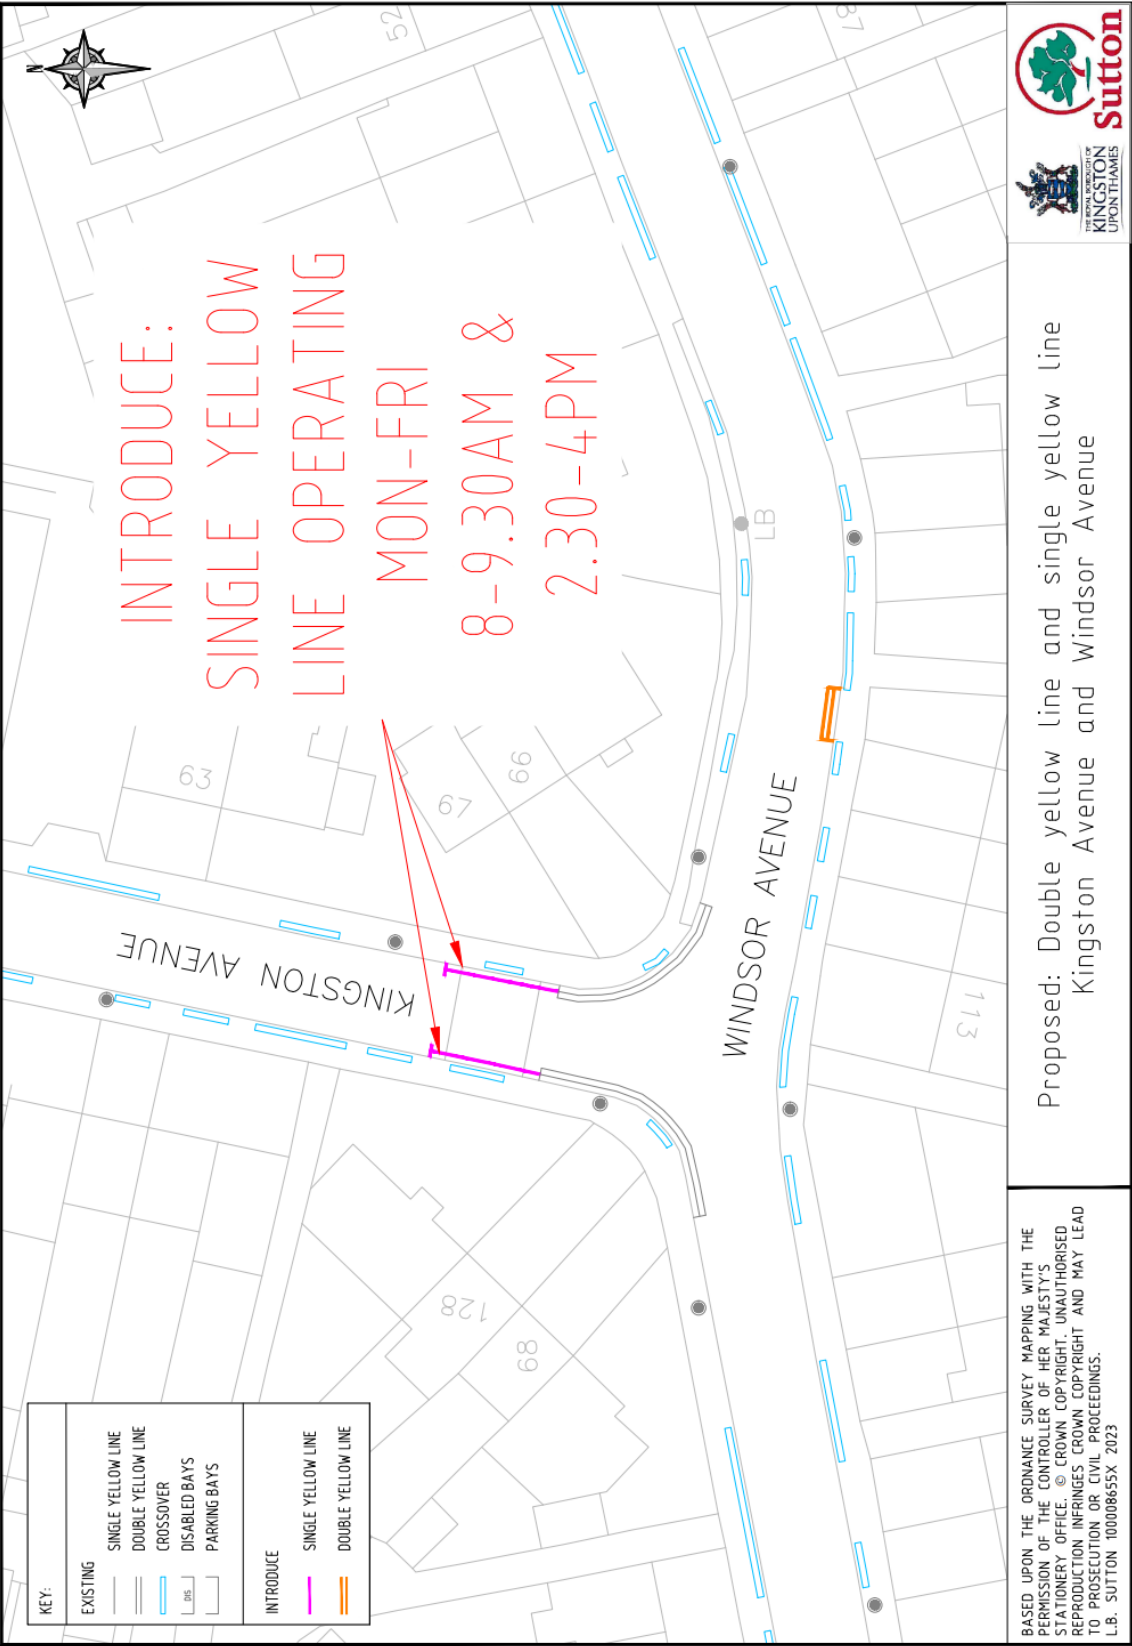 KEY:
EXISTING
SINGLE YELLOW LINE
DOUBLE YELLOW LINE
CROSSOVER
DIS
DISABLED BAYS
PARKING BAYS
INTRODUCE
SINGLE YELLOW LINE
DOUBLE YELLOW LINE
N
INTRODUCE:
SINGLE YELLOW
LINE OPERATING
MON-FRI
8-9.30AM &
2.30-4PM
52
87
63
67
69
LB
KINGSTON AVENUE
WINDSOR AVENUE
128
89
113
BASED UPON THE ORDNANCE SURVEY MAPPING WITH THE
PERMISSION OF THE CONTROLLER OF HER MAJESTY'S
STATIONERY OFFICE. © CROWN COPYRIGHT. UNAUTHORISED
REPRODUCTION INFRINGES CROWN COPYRIGHT AND MAY LEAD
TO PROSECUTION OR CIVIL PROCEEDINGS.
L.B. SUTTON 100008655X 2023
Proposed: Double yellow line and single yellow line
Kingston Avenue and Windsor Avenue
THE ROYAL BOROUGH OF
KINGSTON
UPON THAMES
Sutton